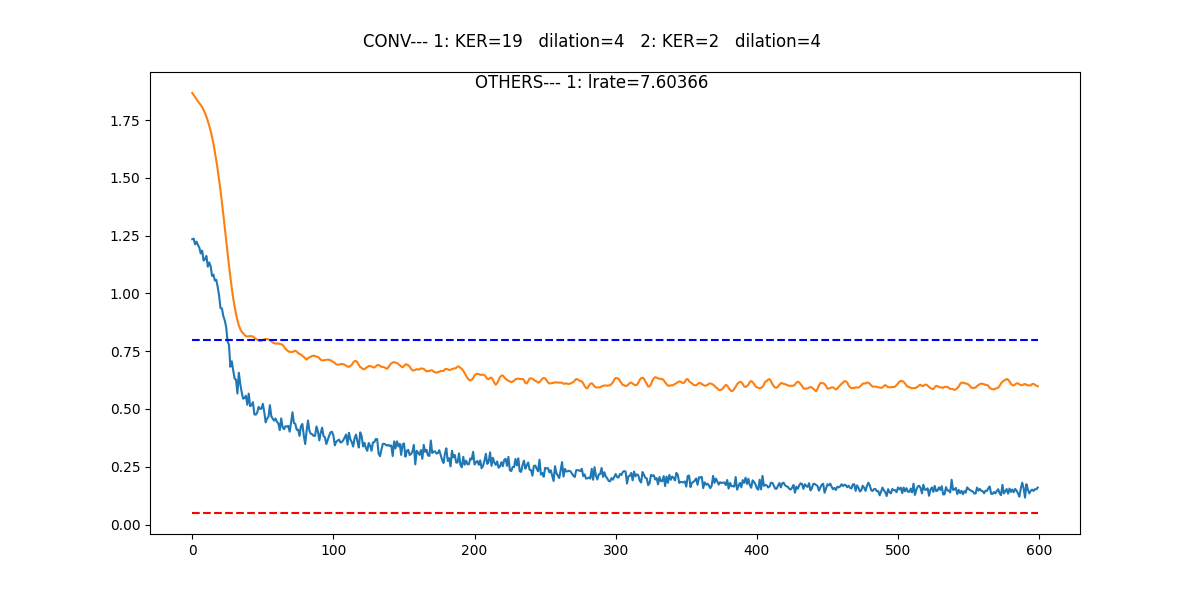 CONV--- 1: KER=19   dilation=4   2: KER=2   dilation=4
OTHERS--- 1: lrate=7.60366
1.75
1.50
1.25
1.00
0.75
0.50
0.25
0.00
0 100 200 300 400 500 600